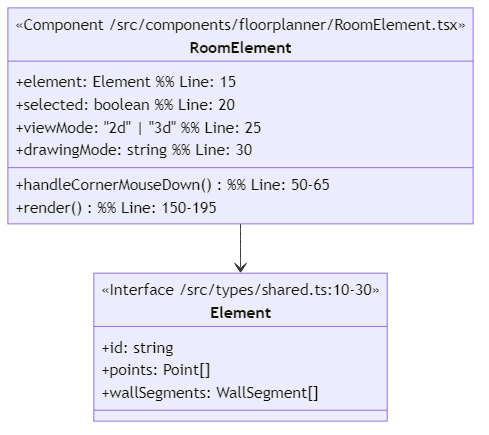 «Component /src/components/floorplanner/RoomElement.tsx»
RoomElement
+element: Element %% Line: 15
+selected: boolean %% Line: 20
+viewMode: "2d" | "3d" %% Line: 25
+drawingMode: string %% Line: 30
+handleCornerMouseDown() : %% Line: 50-65
+render() : %% Line: 150-195
«Interface /src/types/shared.ts:10-30»
Element
+id: string
+points: Point[]
+wallSegments: WallSegment[]